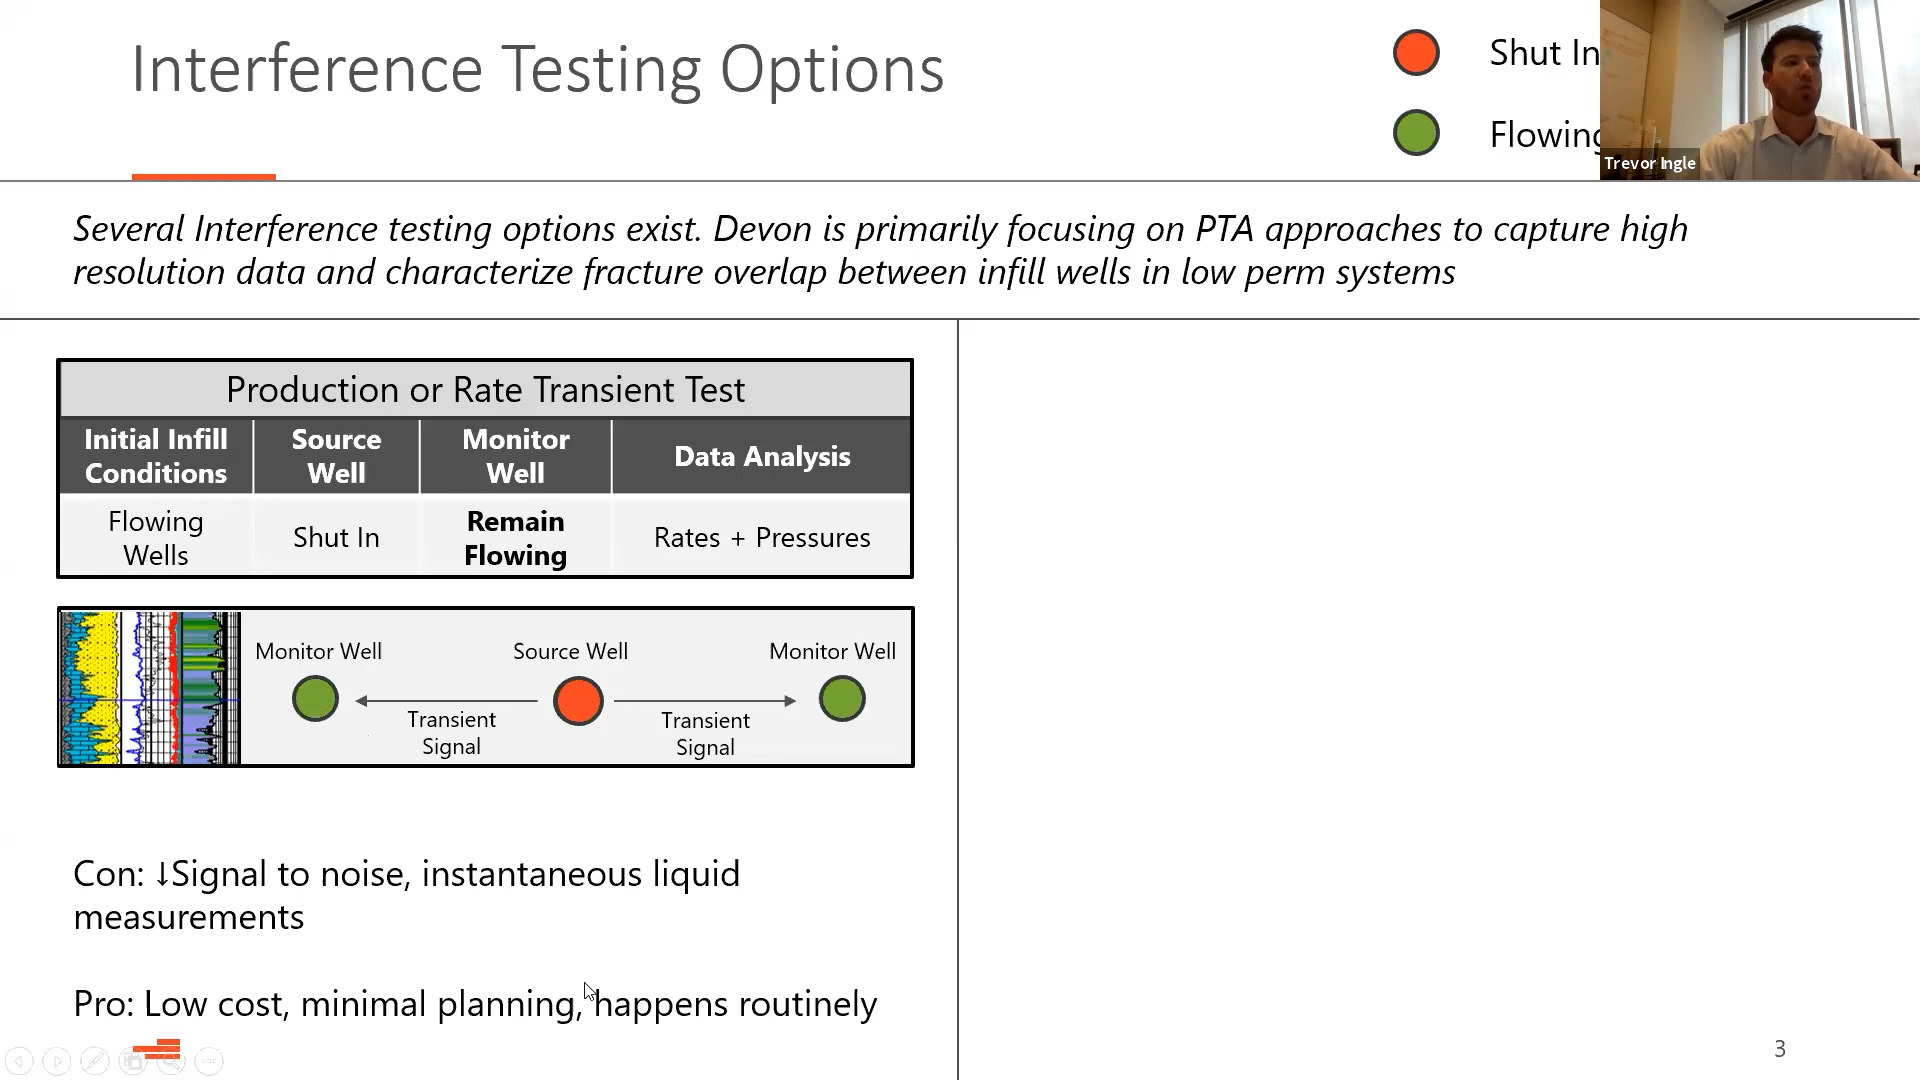 Interference Testing Options
Shut In
Flowing
Trevor Ingle
Several Interference testing options exist. Devon is primarily focusing on PTA approaches to capture high
resolution data and characterize fracture overlap between infill wells in low perm systems
Production or Rate Transient Test
Initial Infill
Conditions
Source
Well
Monitor
Well
Data Analysis
Flowing
Wells
Shut In
Remain
Flowing
Rates + Pressures
Monitor Well
Source Well
Monitor Well
Transient
Signal
Transient
Signal
Con: ↓Signal to noise, instantaneous liquid
measurements
Pro: Low cost, minimal planning, happens routinely
3